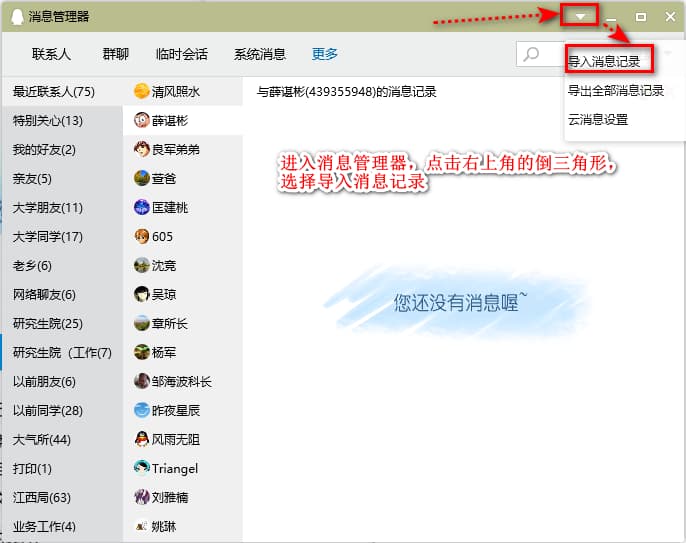 消息管理器
联系人 群聊 临时会话 系统消息 更多
导入消息记录
导出全部消息记录
云消息设置
最近联系人(75)
特别关心(13)
我的好友(2)
亲友(5)
大学朋友(11)
大学同学(17)
老乡(6)
网络聊友(6)
研究生院(25)
研究生院（工作(7)
以前朋友(6)
以前同学(28)
大气所(44)
打印(1)
江西局(63)
业务工作(4)
清风照水
薛谌彬
良军弟弟
爸爸
匡建桃
605
沈竞
吴琼
章所长
杨军
邹海波科长
昨夜星辰
风雨无阻
Triangel
刘雅楠
姚琳
与薛谌彬(439355948)的消息记录
进入消息管理器，点击右上角的倒三角形，
选择导入消息记录
您还没有消息喔~